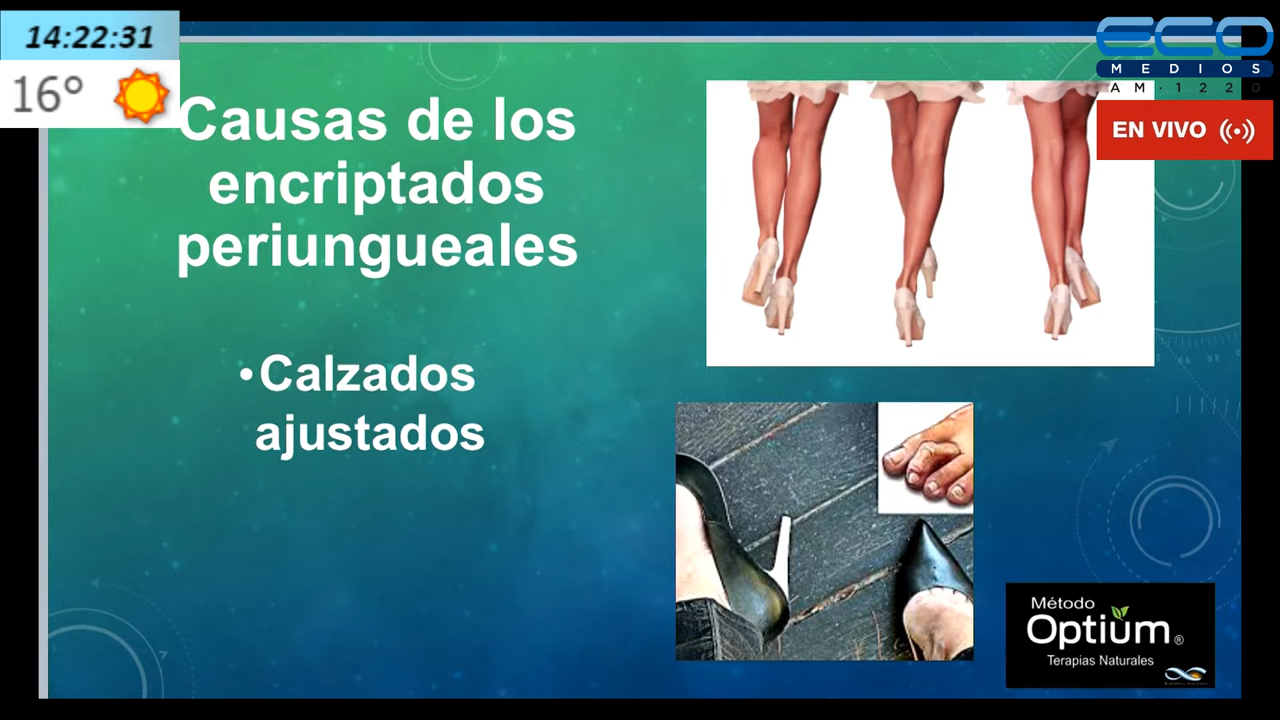 14:22:31
16°
ECO
MEDIOS
AM·1220
EN VIVO
Causas de los
encriptados
periungueales
•Calzados
ajustados
Método
Optium®
Terapias Naturales